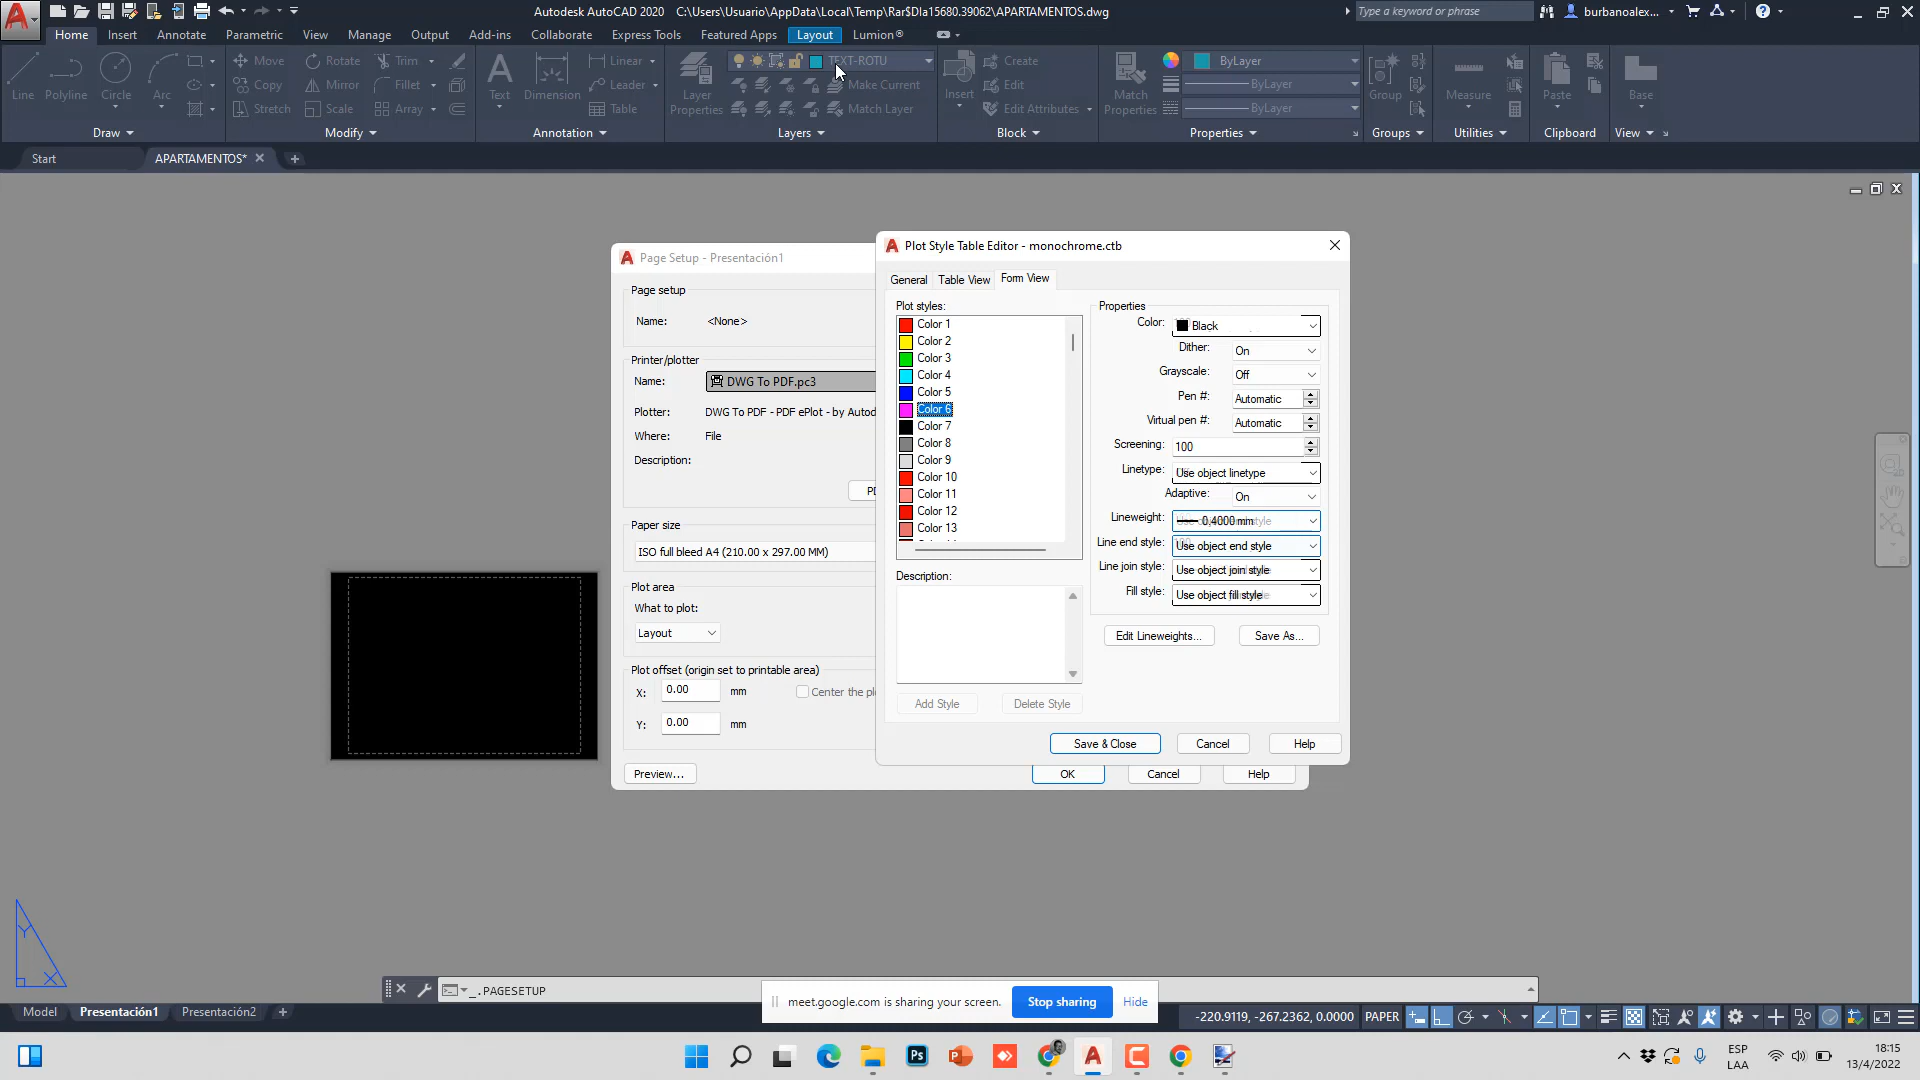 Autodesk AutoCAD 2020 C:\Users\Usuario\AppData\Local\Temp\Rar$DIa15680.39062\APARTAMENTOS.dwg
Type a keyword or phrase
burbanoalex...
Home Insert Annotate Parametric View Manage Output Add-ins Collaborate Express Tools Featured Apps Layout Lumion®
Line Polyline Circle Arc
Move Rotate Trim
Copy Mirror Fillet
Stretch Scale Array
Text Dimension
Linear
Leader
Table
Layer Properties
TEXT-ROTU
Make Current
Match Layer
Insert
Create
Edit
Edit Attributes
Match Properties
ByLayer
ByLayer
ByLayer
Group Measure Paste Base
Draw Modify Annotation Layers Block Properties Groups Utilities Clipboard View
Start APARTAMENTOS*
Page Setup - Presentación1
Page setup
Name: <None>
Printer/plotter
Name: DWG To PDF.pc3
Plotter: DWG To PDF - PDF ePlot - by Autod
Where: File
Description:
PD
Paper size
ISO full bleed A4 (210.00 x 297.00 MM)
Plot area
What to plot:
Layout
Plot offset (origin set to printable area)
X: 0.00 mm Center the pl
Y: 0.00 mm
Preview...
OK Cancel Help
Plot Style Table Editor - monochrome.ctb
General Table View Form View
Plot styles:
Color 1
Color 2
Color 3
Color 4
Color 5
Color 6
Color 7
Color 8
Color 9
Color 10
Color 11
Color 12
Color 13
Description:
Add Style Delete Style
Properties
Color: Black
Dither: On
Grayscale: Off
Pen #: Automatic
Virtual pen #: Automatic
Screening: 100
Linetype: Use object linetype
Adaptive: On
Lineweight: 0.4000 mm
Line end style: Use object end style
Line join style: Use object join style
Fill style: Use object fill style
Edit Lineweights... Save As...
Save & Close Cancel Help
Y
X
_.PAGESETUP
meet.google.com is sharing your screen. Stop sharing Hide
Model Presentación1 Presentación2
-220.9119, -267.2362, 0.0000 PAPER
ESP
LAA
18:15
13/4/2022